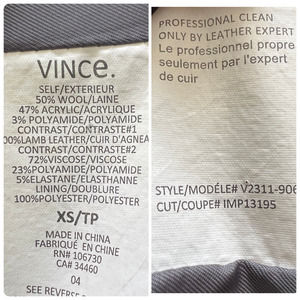 VINCE.
SELF/EXTERIEUR
50% WOOL/LAINE
47% ACRYLIC/ACRYLIQUE
3% POLYAMIDE/POLYAMIDE
CONTRAST/CONTRASTE#1
100%LAMB LEATHER/CUIR D'AGNEA
CONTRAST/CONTRASTE#2
72%VISCOSE/VISCOSE
23%POLYAMIDE/POLYAMIDE
5%ELASTANE/ÉLASTHANNE
LINING/DOUBLURE
100%POLYESTER/POLYESTER
XS/TP
MADE IN CHINA
FABRIQUÉ EN CHINE
RN# 106730
CA# 34460
04
SEE REVERSE
PROFESSIONAL CLEAN
ONLY BY LEATHER EXPERT
Le professionnel propre
seulement par l'expert
de cuir
STYLE/MODÉLE# V2311-906
CUT/COUPE# IMP13195